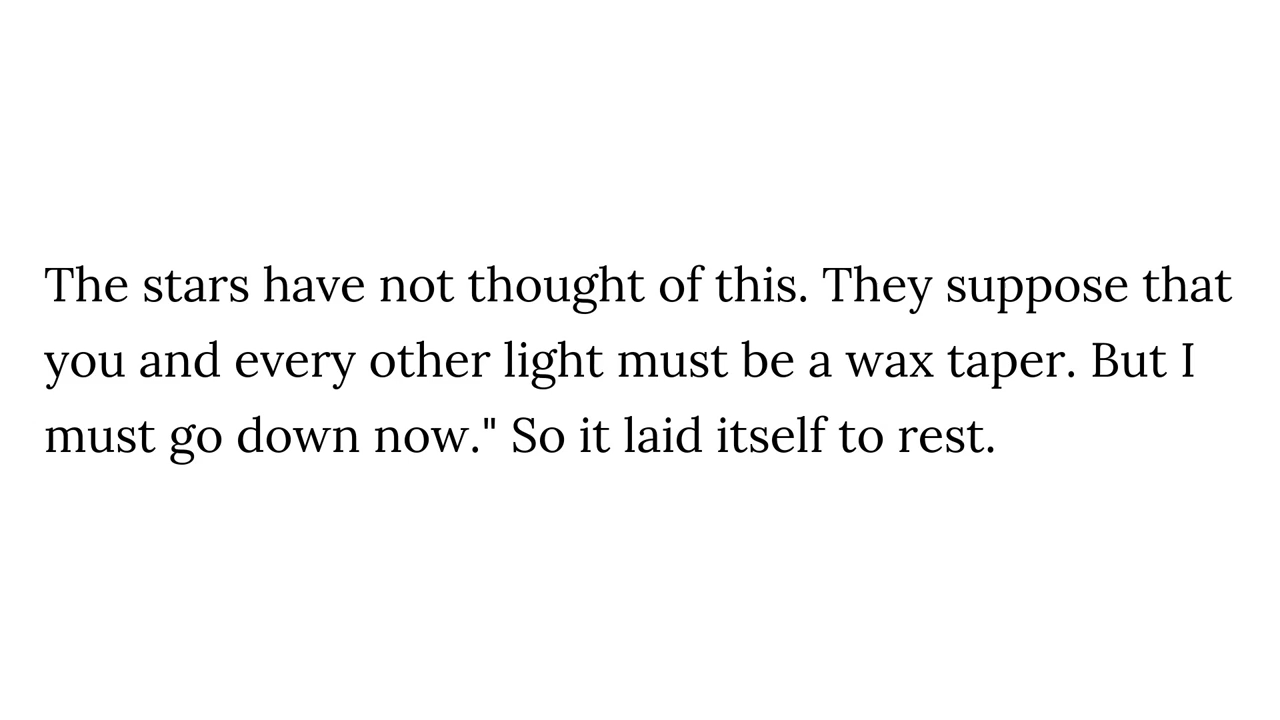 The stars have not thought of this. They suppose that
you and every other light must be a wax taper. But I
must go down now." So it laid itself to rest.